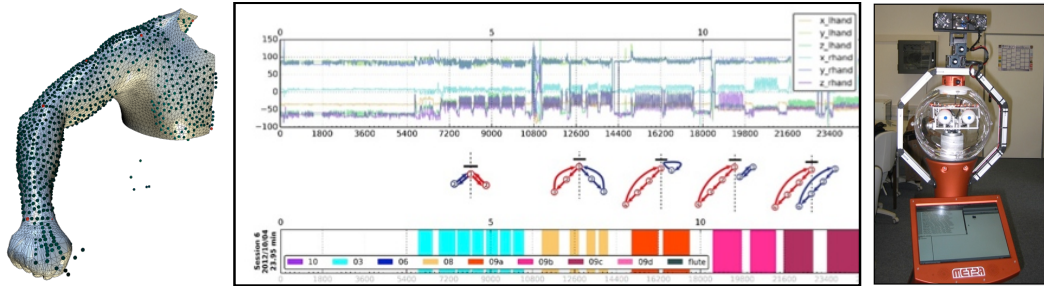 0 5 10
150
100
50
0
−50
−100
x_lhand
y_lhand
z_lhand
x_rhand
y_rhand
z_rhand
1800 3600 5400 7200 9000 10800 12600 14400 16200 18000 19800 21600 23400
0 5 10
Session 6
2012/10/04
23.95 min
10 03 06 08 09a 09b 09c 09d flute
0 1800 3600 5400 7200 9000 10800 12600 14400 16200 18000 19800 21600 23400
METRA